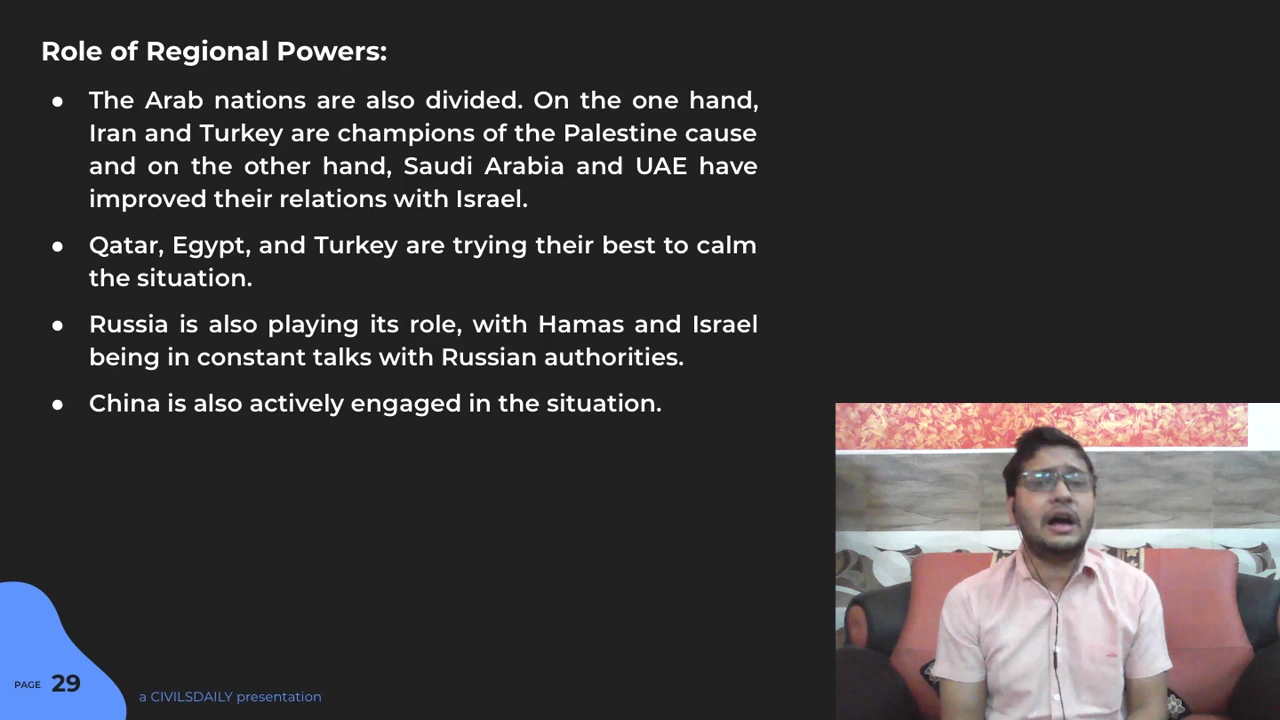 Role of Regional Powers:
● The Arab nations are also divided. On the one hand,
Iran and Turkey are champions of the Palestine cause
and on the other hand, Saudi Arabia and UAE have
improved their relations with Israel.
● Qatar, Egypt, and Turkey are trying their best to calm
the situation.
● Russia is also playing its role, with Hamas and Israel
being in constant talks with Russian authorities.
● China is also actively engaged in the situation.
PAGE 29
a CIVILSDAILY presentation